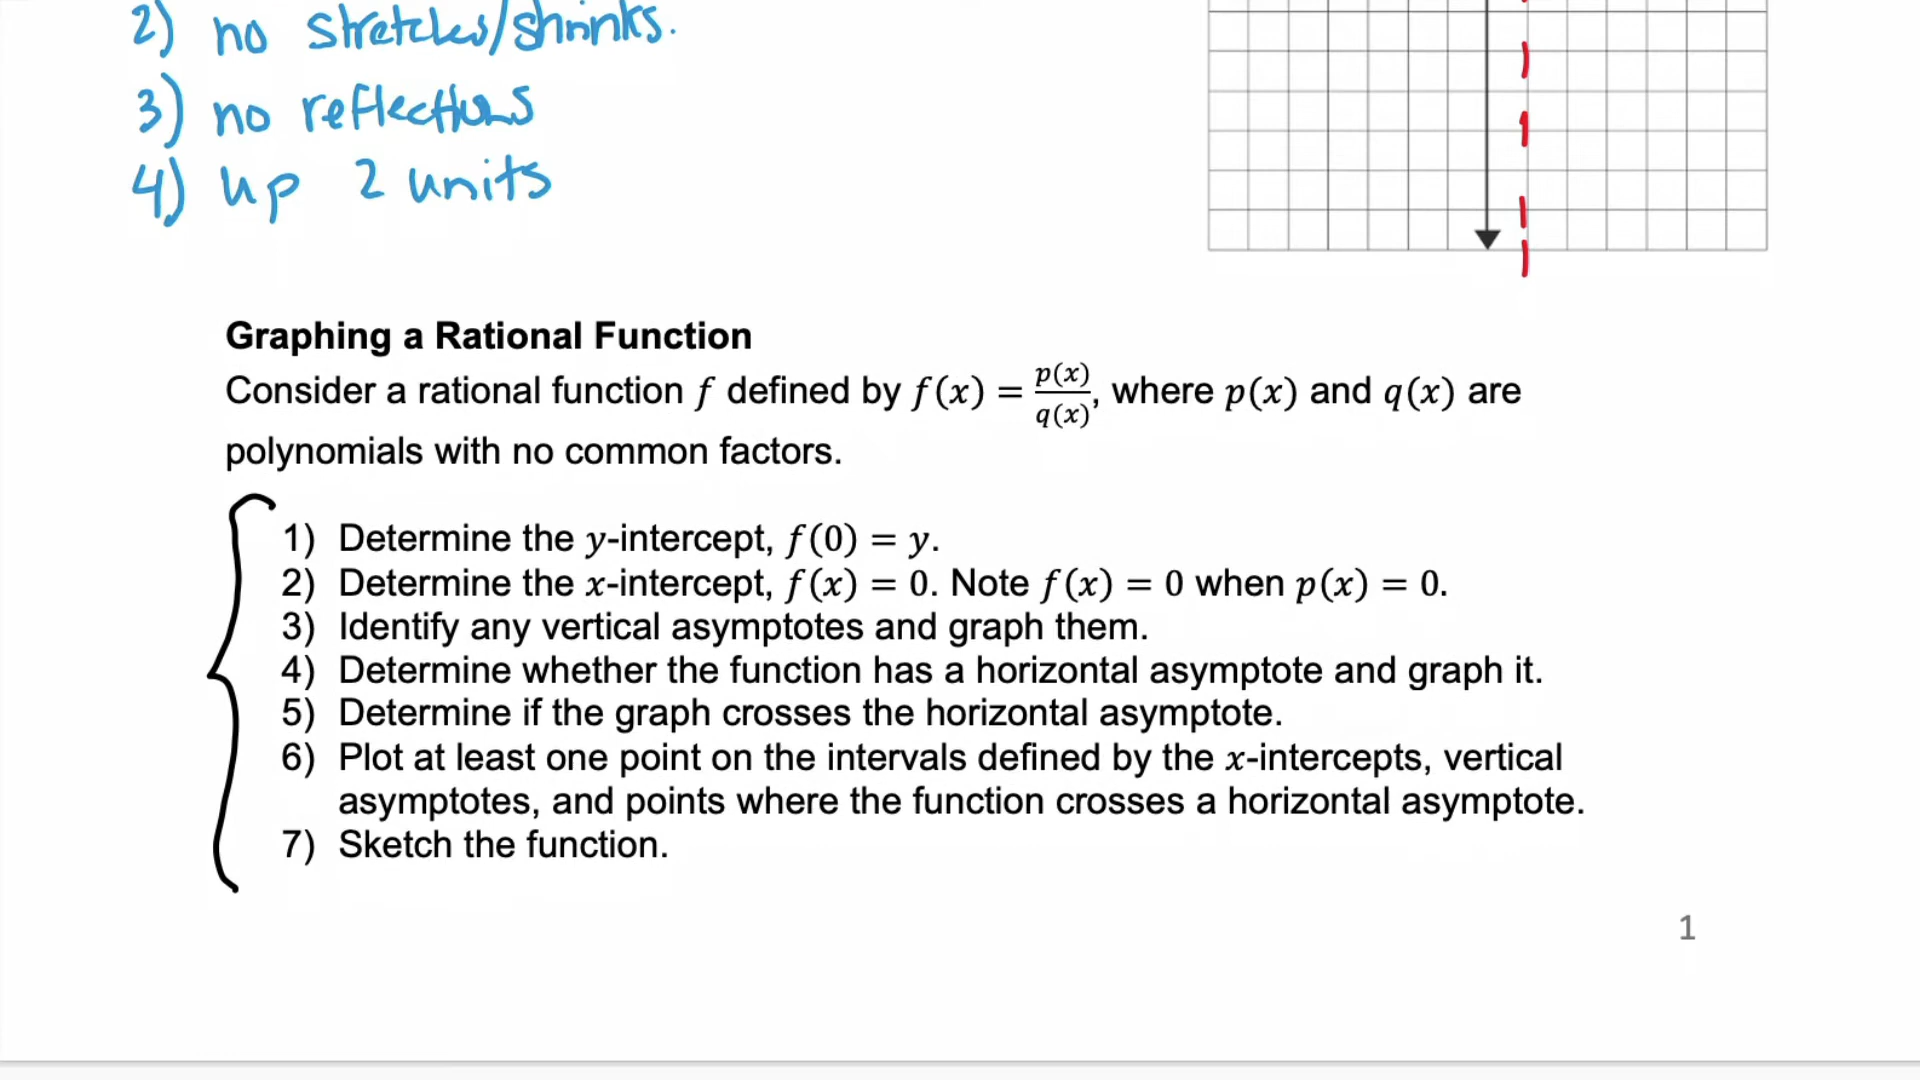 2) no stretches/shrinks.
3) no reflections
4) up 2 units
Graphing a Rational Function
Consider a rational function f defined by f(x) = p(x)/q(x), where p(x) and q(x) are
polynomials with no common factors.
1) Determine the y-intercept, f(0) = y.
2) Determine the x-intercept, f(x) = 0. Note f(x) = 0 when p(x) = 0.
3) Identify any vertical asymptotes and graph them.
4) Determine whether the function has a horizontal asymptote and graph it.
5) Determine if the graph crosses the horizontal asymptote.
6) Plot at least one point on the intervals defined by the x-intercepts, vertical
asymptotes, and points where the function crosses a horizontal asymptote.
7) Sketch the function.
1